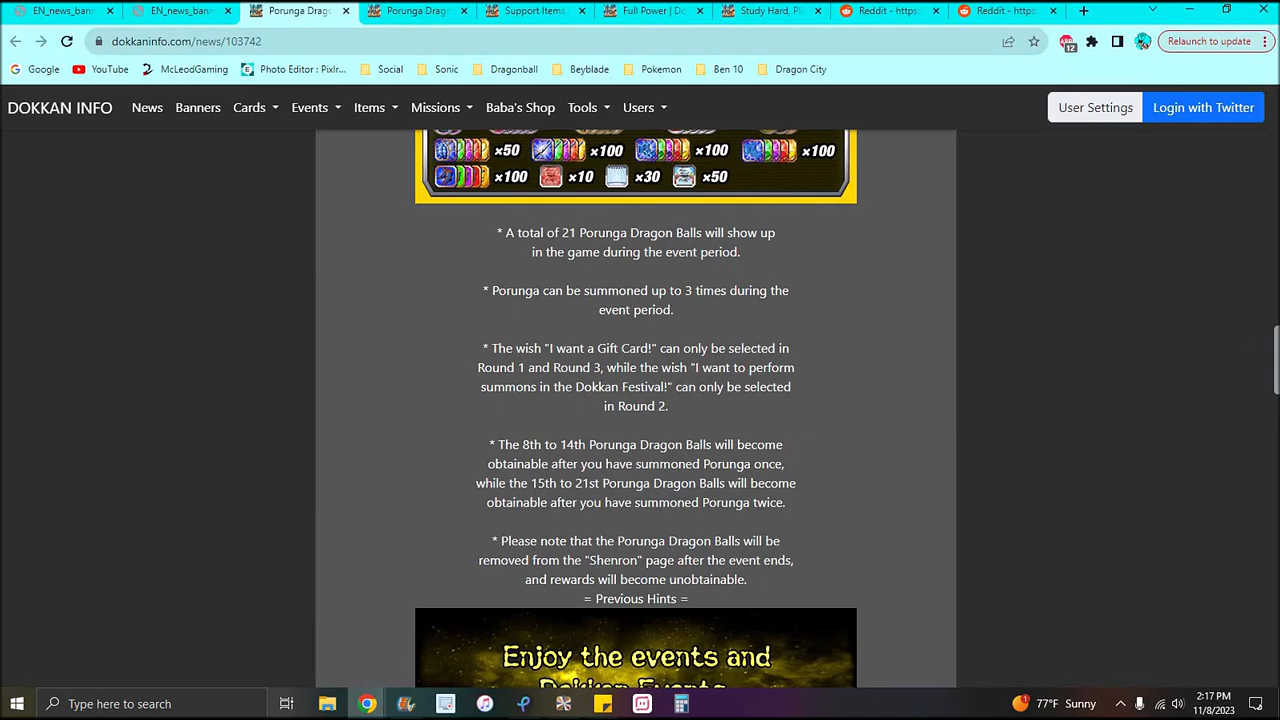 EN_news_bann
EN_news_bann
Porunga Drago
Porunga Drago
Support Items
Full Power | Do
Study Hard, Pl
Reddit - https:
Reddit - https:
dokkaninfo.com/news/103742
12
Relaunch to update
Google
YouTube
McLeodGaming
Photo Editor : Pixlr...
Social
Sonic
Dragonball
Beyblade
Pokemon
Ben 10
Dragon City
DOKKAN INFO
News
Banners
Cards
Events
Items
Missions
Baba's Shop
Tools
Users
User Settings
Login with Twitter
×50 ×100 ×100 ×100
×100 ×10 ×30 ×50
* A total of 21 Porunga Dragon Balls will show up
in the game during the event period.
* Porunga can be summoned up to 3 times during the
event period.
* The wish "I want a Gift Card!" can only be selected in
Round 1 and Round 3, while the wish "I want to perform
summons in the Dokkan Festival!" can only be selected
in Round 2.
* The 8th to 14th Porunga Dragon Balls will become
obtainable after you have summoned Porunga once,
while the 15th to 21st Porunga Dragon Balls will become
obtainable after you have summoned Porunga twice.
* Please note that the Porunga Dragon Balls will be
removed from the "Shenron" page after the event ends,
and rewards will become unobtainable.
= Previous Hints =
Enjoy the events and
Dokkan Events
Type here to search
77°F Sunny
2:17 PM
11/8/2023